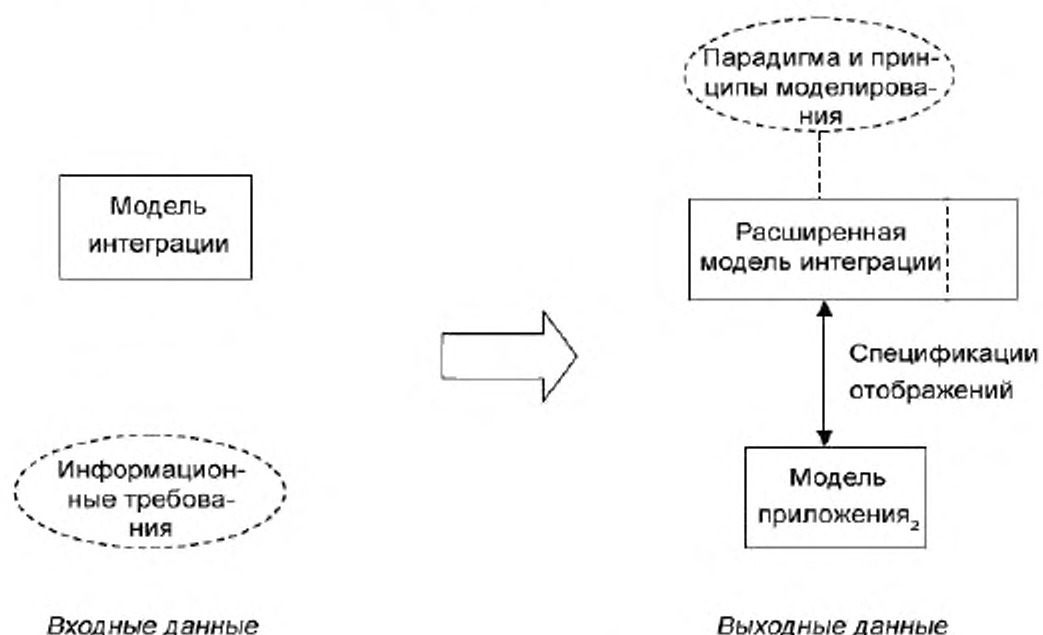 Модель
интеграции
Информацион-
ные требова-
ния
Входные данные
Парадигма и прин-
ципы моделирова-
ния
Расширенная
модель интеграции
Спецификации
отображений
Модель
приложения₂
Выходные данные